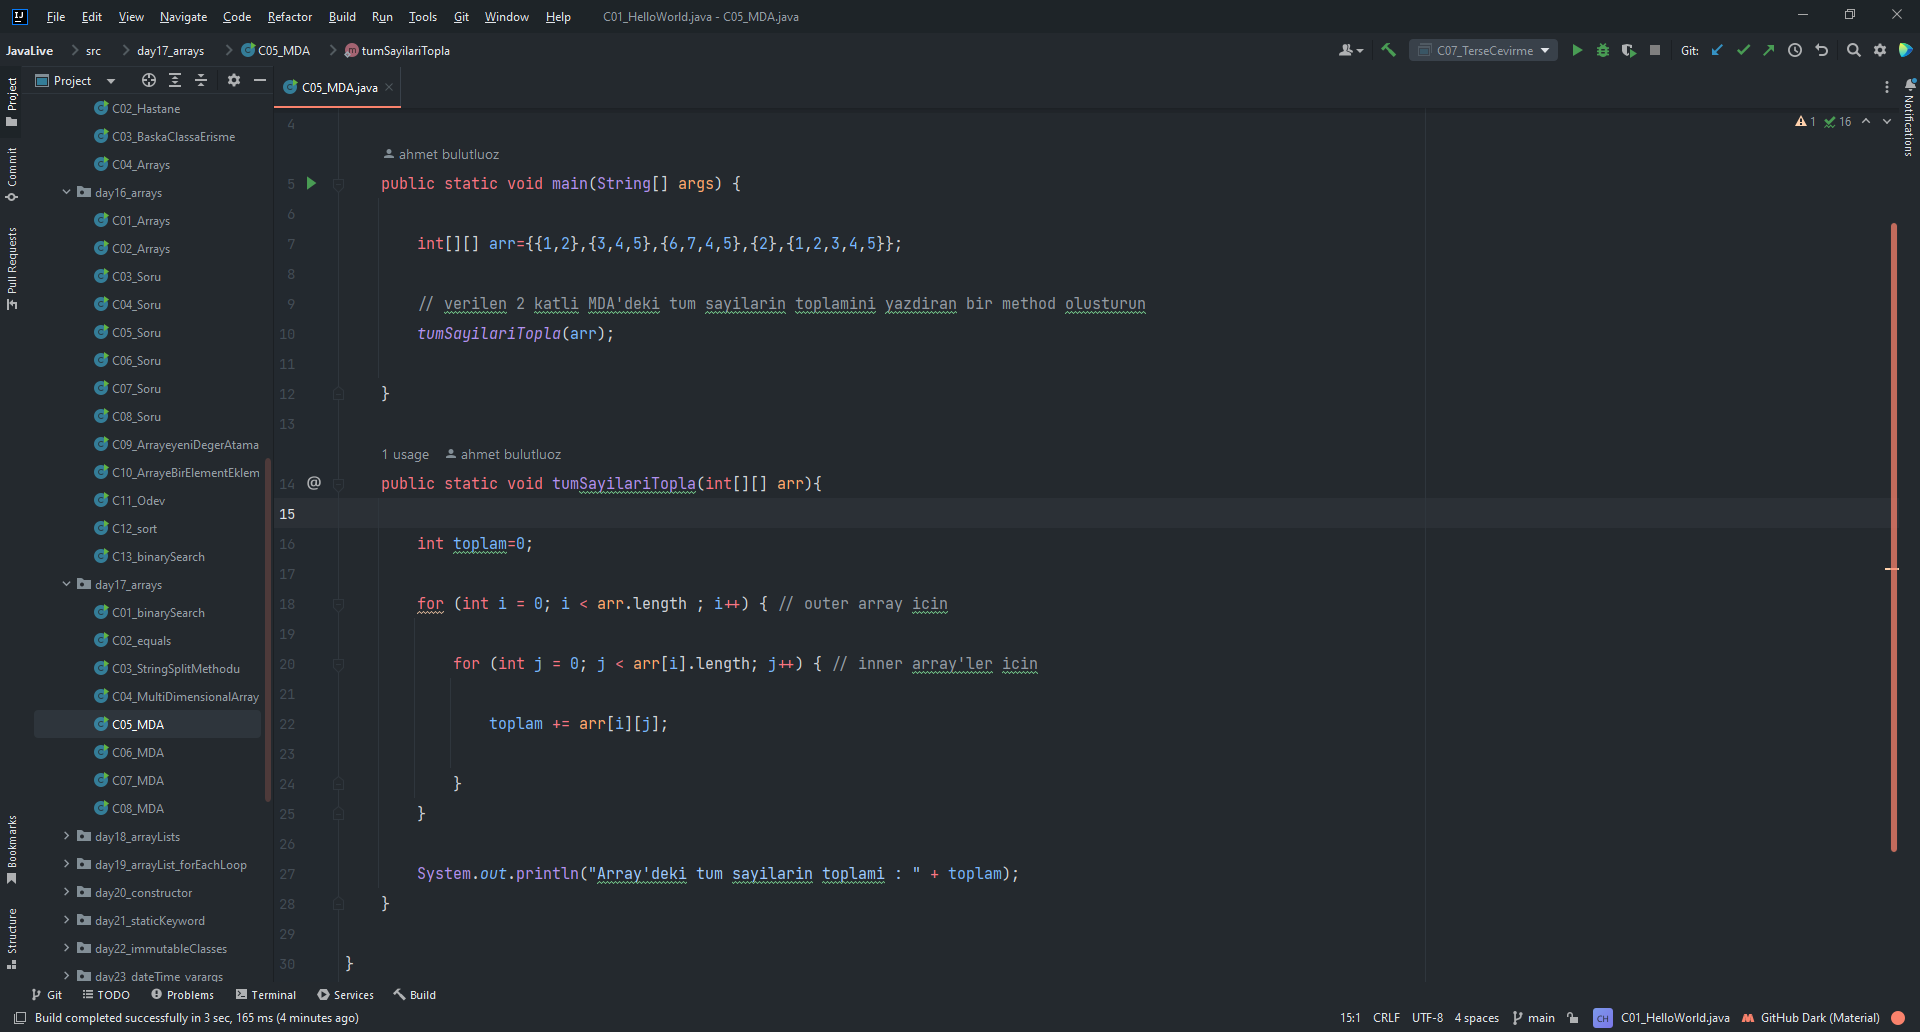 File Edit View Navigate Code Refactor Build Run Tools Git Window Help C01_HelloWorld.java - C05_MDA.java
JavaLive src day17_arrays C05_MDA tumSayilariTopla C07_TerseCevirme Git:
Project
C05_MDA.java
Project
Commit
Pull Requests
Bookmarks
Structure
Notifications
C02_Hastane
C03_BaskaClassaErisme
C04_Arrays
day16_arrays
C01_Arrays
C02_Arrays
C03_Soru
C04_Soru
C05_Soru
C06_Soru
C07_Soru
C08_Soru
C09_ArrayeyeniDegerAtama
C10_ArrayeBirElementEklem
C11_Odev
C12_sort
C13_binarySearch
day17_arrays
C01_binarySearch
C02_equals
C03_StringSplitMethodu
C04_MultiDimensionalArray
C05_MDA
C06_MDA
C07_MDA
C08_MDA
day18_arrayLists
day19_arrayList_forEachLoop
day20_constructor
day21_staticKeyword
day22_immutableClasses
day23_dateTime_varargs
1 16
4
ahmet bulutluoz
5 public static void main(String[] args) {
6
7 int[][] arr={{1,2},{3,4,5},{6,7,4,5},{2},{1,2,3,4,5}};
8
9 // verilen 2 katli MDA'deki tum sayilarin toplamini yazdiran bir method olusturun
10 tumSayilariTopla(arr);
11
12 }
13
1 usage ahmet bulutluoz
14 @ public static void tumSayilariTopla(int[][] arr){
15
16 int toplam=0;
17
18 for (int i = 0; i < arr.length ; i++) { // outer array icin
19
20 for (int j = 0; j < arr[i].length; j++) { // inner array'ler icin
21
22 toplam += arr[i][j];
23
24 }
25 }
26
27 System.out.println("Array'deki tum sayilarin toplami : " + toplam);
28 }
29
30 }
Git TODO Problems Terminal Services Build
Build completed successfully in 3 sec, 165 ms (4 minutes ago) 15:1 CRLF UTF-8 4 spaces main CH C01_HelloWorld.java GitHub Dark (Material)